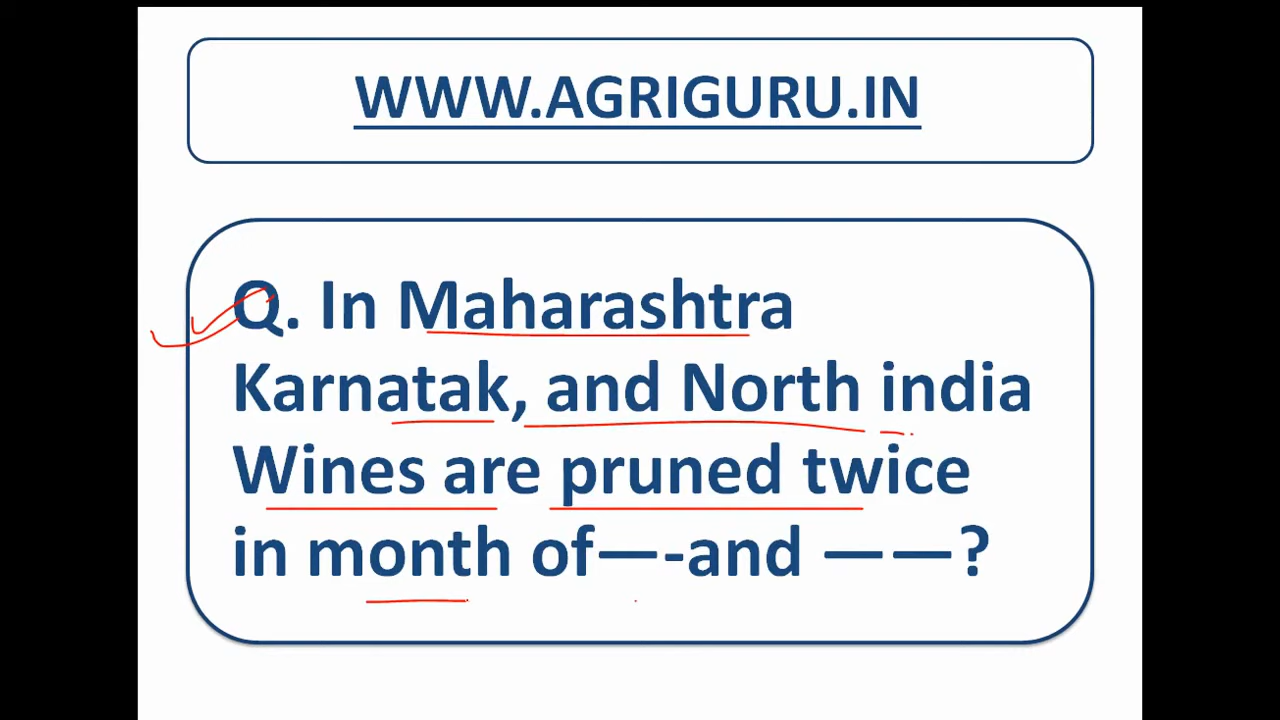 WWW.AGRIGURU.IN
Q. In Maharashtra
Karnatak, and North india
Wines are pruned twice
in month of—-and ——?